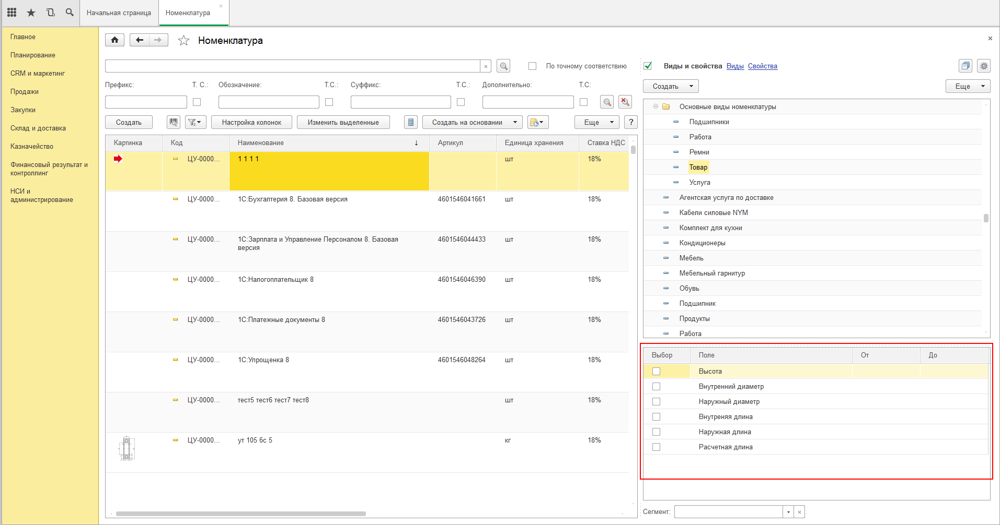 Начальная страница
Номенклатура
Главное
Планирование
CRM и маркетинг
Продажи
Закупки
Склад и доставка
Казначейство
Финансовый результат и
контроллинг
НСИ и
администрирование
Номенклатура
По точному соответствию
Префикс:
Т. С.:
Обозначение:
Т.С.:
Суффикс:
Т.С.:
Дополнительно:
Т.С:
Создать
Настройка колонок
Изменить выделенные
Создать на основании
Еще
?
Картинка Код Наименование ↓ Артикул Единица хранения Ставка НДС
ЦУ-0000... 1 1 1 1 шт 18%
ЦУ-0000... 1С:Бухгалтерия 8. Базовая версия 4601546041661 шт 18%
ЦУ-0000... 1С:Зарплата и Управление Персоналом 8. Базовая 4601546044433 шт 18%
версия
ЦУ-0000... 1С:Налогоплательщик 8 4601546046390 шт 18%
ЦУ-0000... 1С:Платежные документы 8 4601546043726 шт 18%
ЦУ-0000... 1С:Упрощенка 8 4601546048264 шт 18%
ЦУ-0000... тест5 тест6 тест7 тест8 шт 18%
ЦУ-0000... ут 105 бс 5 кг 18%
Виды и свойства Виды Свойства
Создать
Еще
Основные виды номенклатуры
Подшипники
Работа
Ремни
Товар
Услуга
Агентская услуга по доставке
Кабели силовые NYM
Комплект для кухни
Кондиционеры
Мебель
Мебельный гарнитур
Обувь
Подшипник
Продукты
Работа
Выбор Поле От До
Высота
Внутренний диаметр
Наружный диаметр
Внутреняя длина
Наружная длина
Расчетная длина
Сегмент: